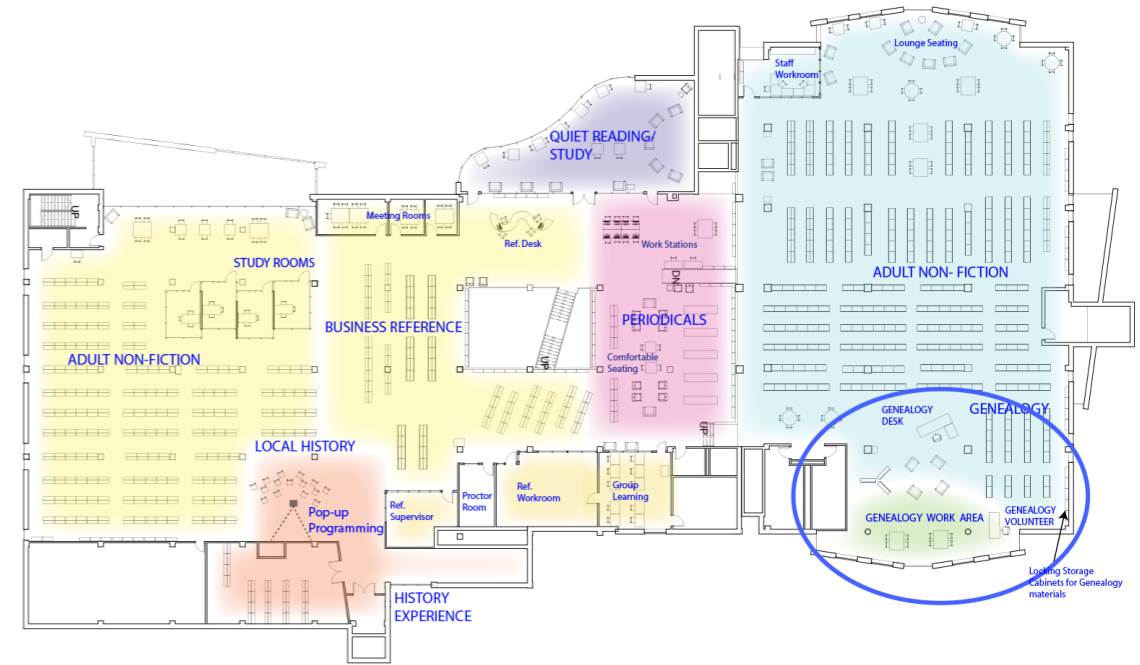 Lounge Seating
Staff
Workroom
QUIET READING/
STUDY
UP
Meeting Rooms
Ref. Desk
Work Stations
STUDY ROOMS
DN
ADULT NON- FICTION
BUSINESS REFERENCE
PERIODICALS
ADULT NON-FICTION
UP
Comfortable
Seating
GENEALOGY
DESK
GENEALOGY
UP
LOCAL HISTORY
Pop-up
Programming
Ref.
Supervisor
Proctor
Room
Ref.
Workroom
Group
Learning
GENEALOGY WORK AREA
GENEALOGY
VOLUNTEER
Locking Storage
Cabinets for Genealogy
materials
HISTORY
EXPERIENCE